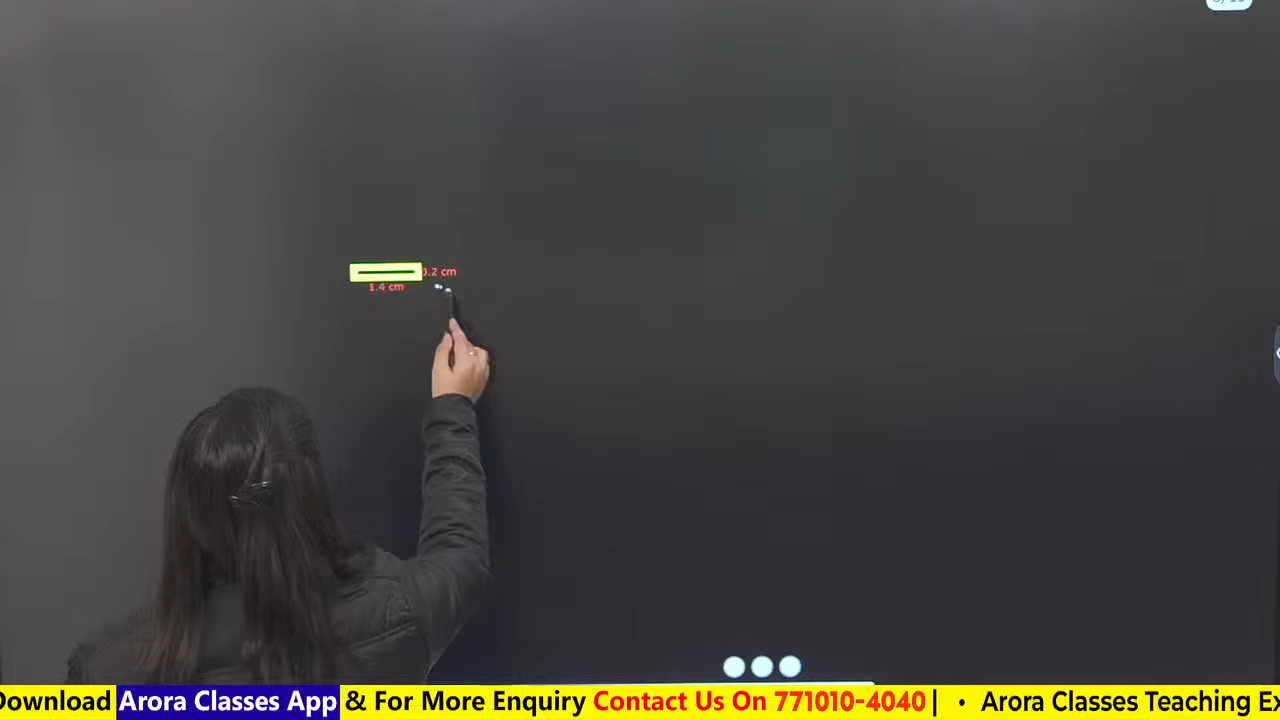 0.2 cm
1.4 cm
Download Arora Classes App & For More Enquiry Contact Us On 771010-4040 | • Arora Classes Teaching